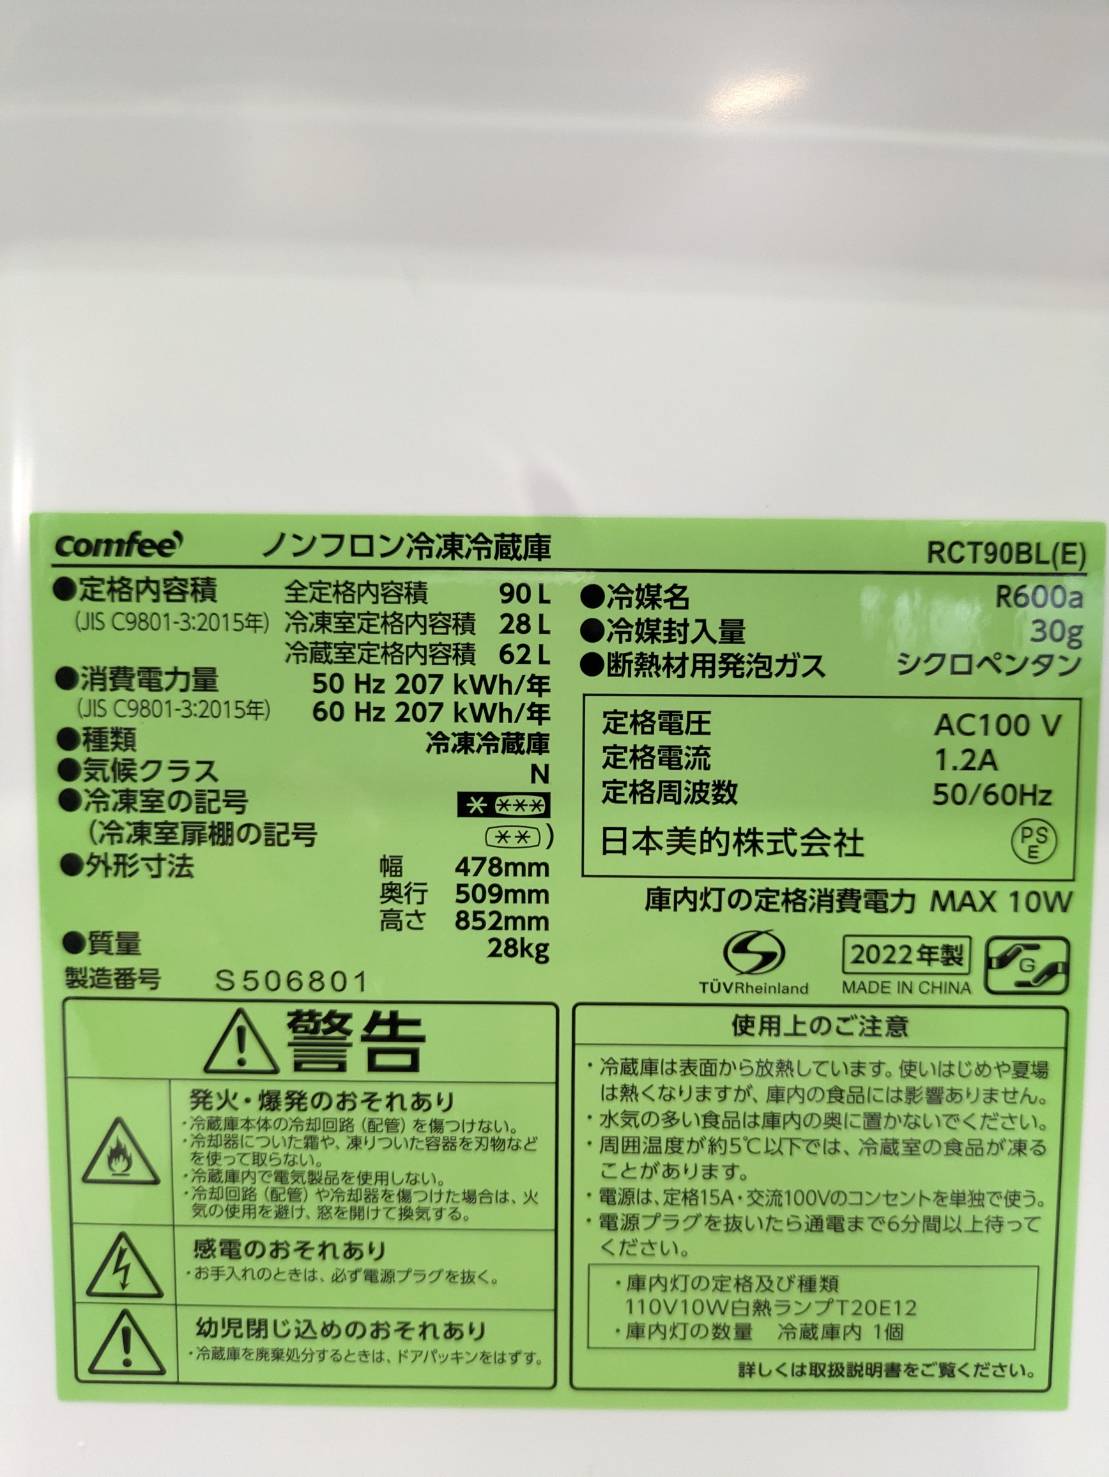 comfee' ノンフロン冷凍冷蔵庫 RCT90BL(E)
●定格内容積 全定格内容積 90 L
(JIS C9801-3:2015年) 冷凍室定格内容積 28 L
冷蔵室定格内容積 62 L
●消費電力量 50 Hz 207 kWh/年
(JIS C9801-3:2015年) 60 Hz 207 kWh/年
●種類 冷凍冷蔵庫
●気候クラス N
●冷凍室の記号 * ***
(冷凍室扉棚の記号 **)
●外形寸法 幅 478mm
奥行 509mm
高さ 852mm
●質量 28kg
製造番号 S506801
●冷媒名 R600a
●冷媒封入量 30g
●断熱材用発泡ガス シクロペンタン
定格電圧 AC100 V
定格電流 1.2A
定格周波数 50/60Hz
日本美的株式会社 PSE
庫内灯の定格消費電力 MAX 10W
TÜVRheinland
2022年製
MADE IN CHINA
G
警告
発火・爆発のおそれあり
・冷蔵庫本体の冷却回路(配管)を傷つけない。
・冷却器についた霜や、凍りついた容器を刃物など
を使って取らない。
・冷蔵庫内で電気製品を使用しない。
・冷却回路(配管)や冷却器を傷つけた場合は、火
気の使用を避け、窓を開けて換気する。
感電のおそれあり
・お手入れのときは、必ず電源プラグを抜く。
幼児閉じ込めのおそれあり
・冷蔵庫を廃棄処分するときは、ドアパッキンをはずす。
使用上のご注意
・冷蔵庫は表面から放熱しています。使いはじめや夏場
は熱くなりますが、庫内の食品には影響ありません。
・水気の多い食品は庫内の奥に置かないでください。
・周囲温度が約5℃以下では、冷蔵室の食品が凍る
ことがあります。
・電源は、定格15A・交流100Vのコンセントを単独で使う。
・電源プラグを抜いたら通電まで6分間以上待って
ください。
・庫内灯の定格及び種類
110V10W白熱ランプT20E12
・庫内灯の数量 冷蔵庫内 1個
詳しくは取扱説明書をご覧ください。